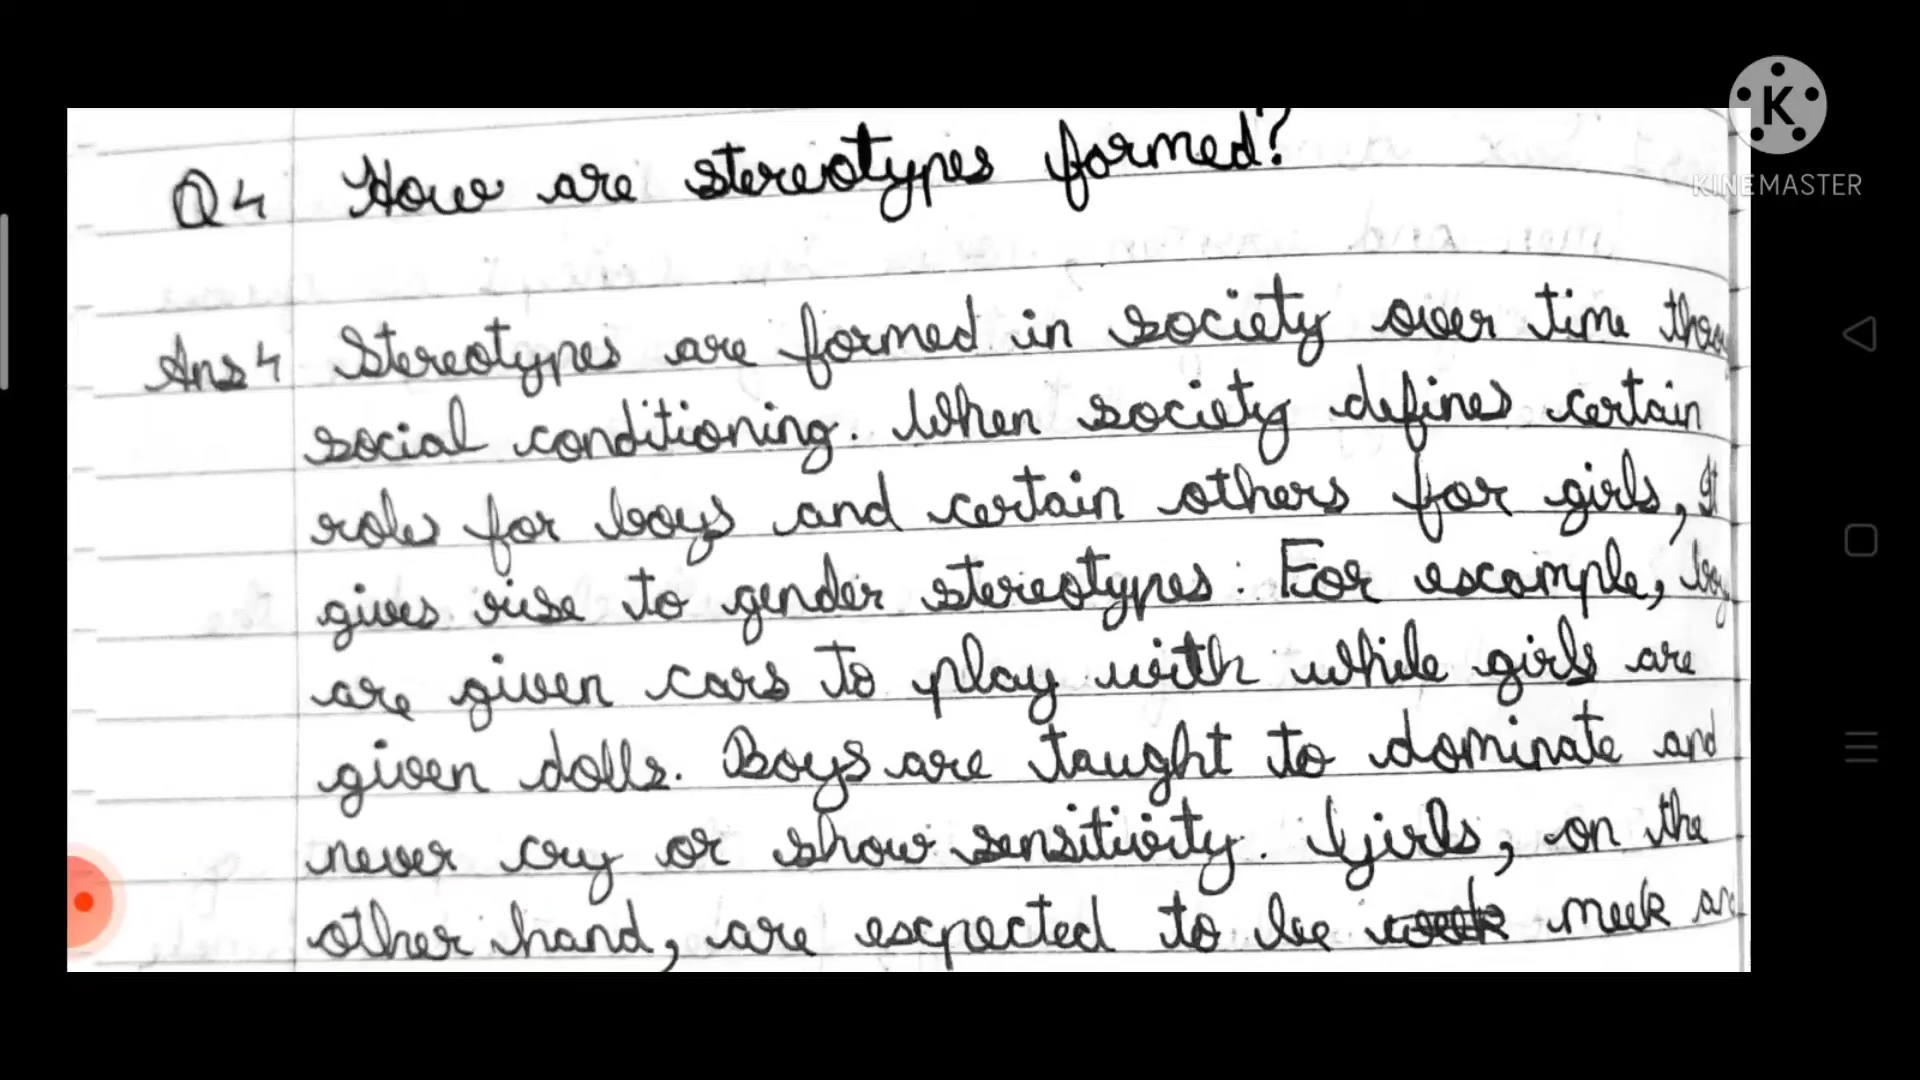 K
KINEMASTER
Q4 How are stereotypes formed?
Ans4 Stereotypes are formed in society over time
social conditioning. When society defines certain
roles for boys and certain others for girls, It
gives rise to gender stereotypes. For example, boy
are given cars to play with while girls are
given dolls. Boys are taught to dominate and
never cry or show sensitivity. Girls, on the
other hand, are expected to be meek